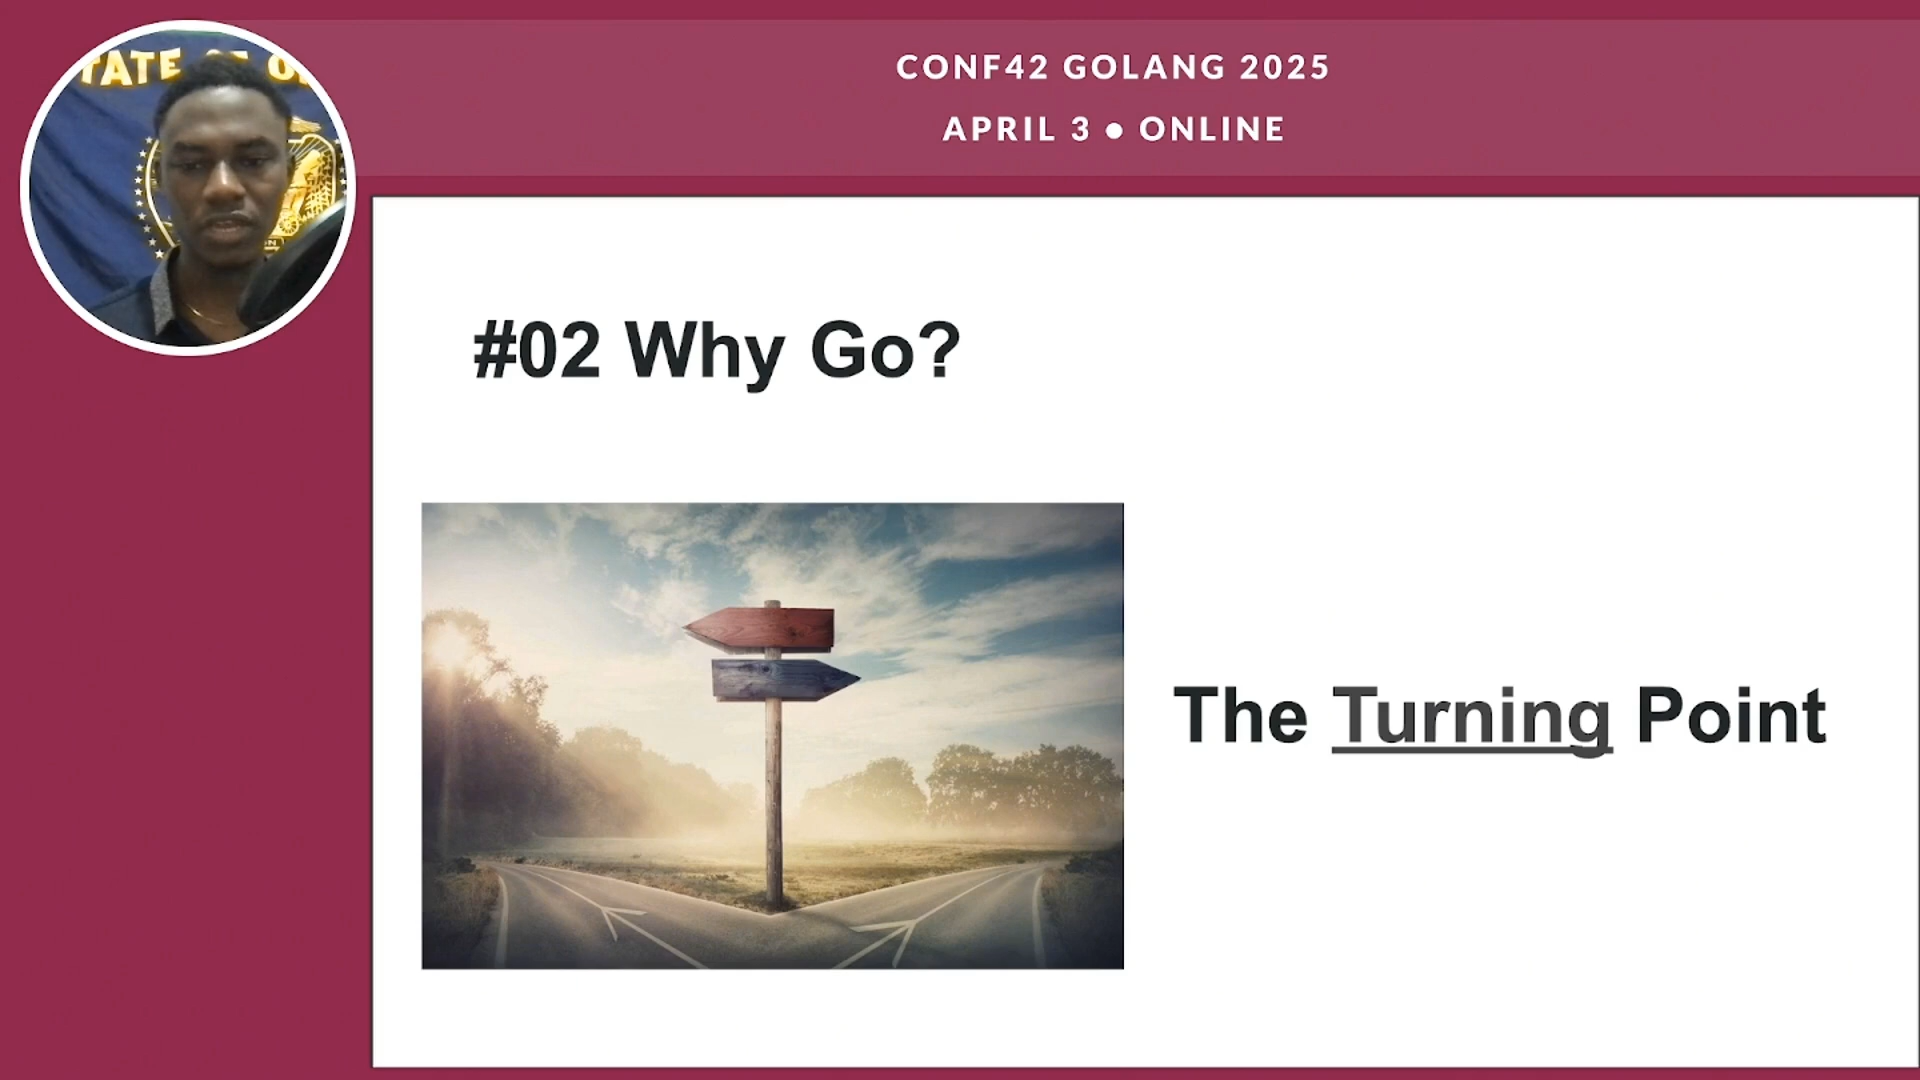 CONF42 GOLANG 2025
APRIL 3 • ONLINE
#02 Why Go?
The Turning Point